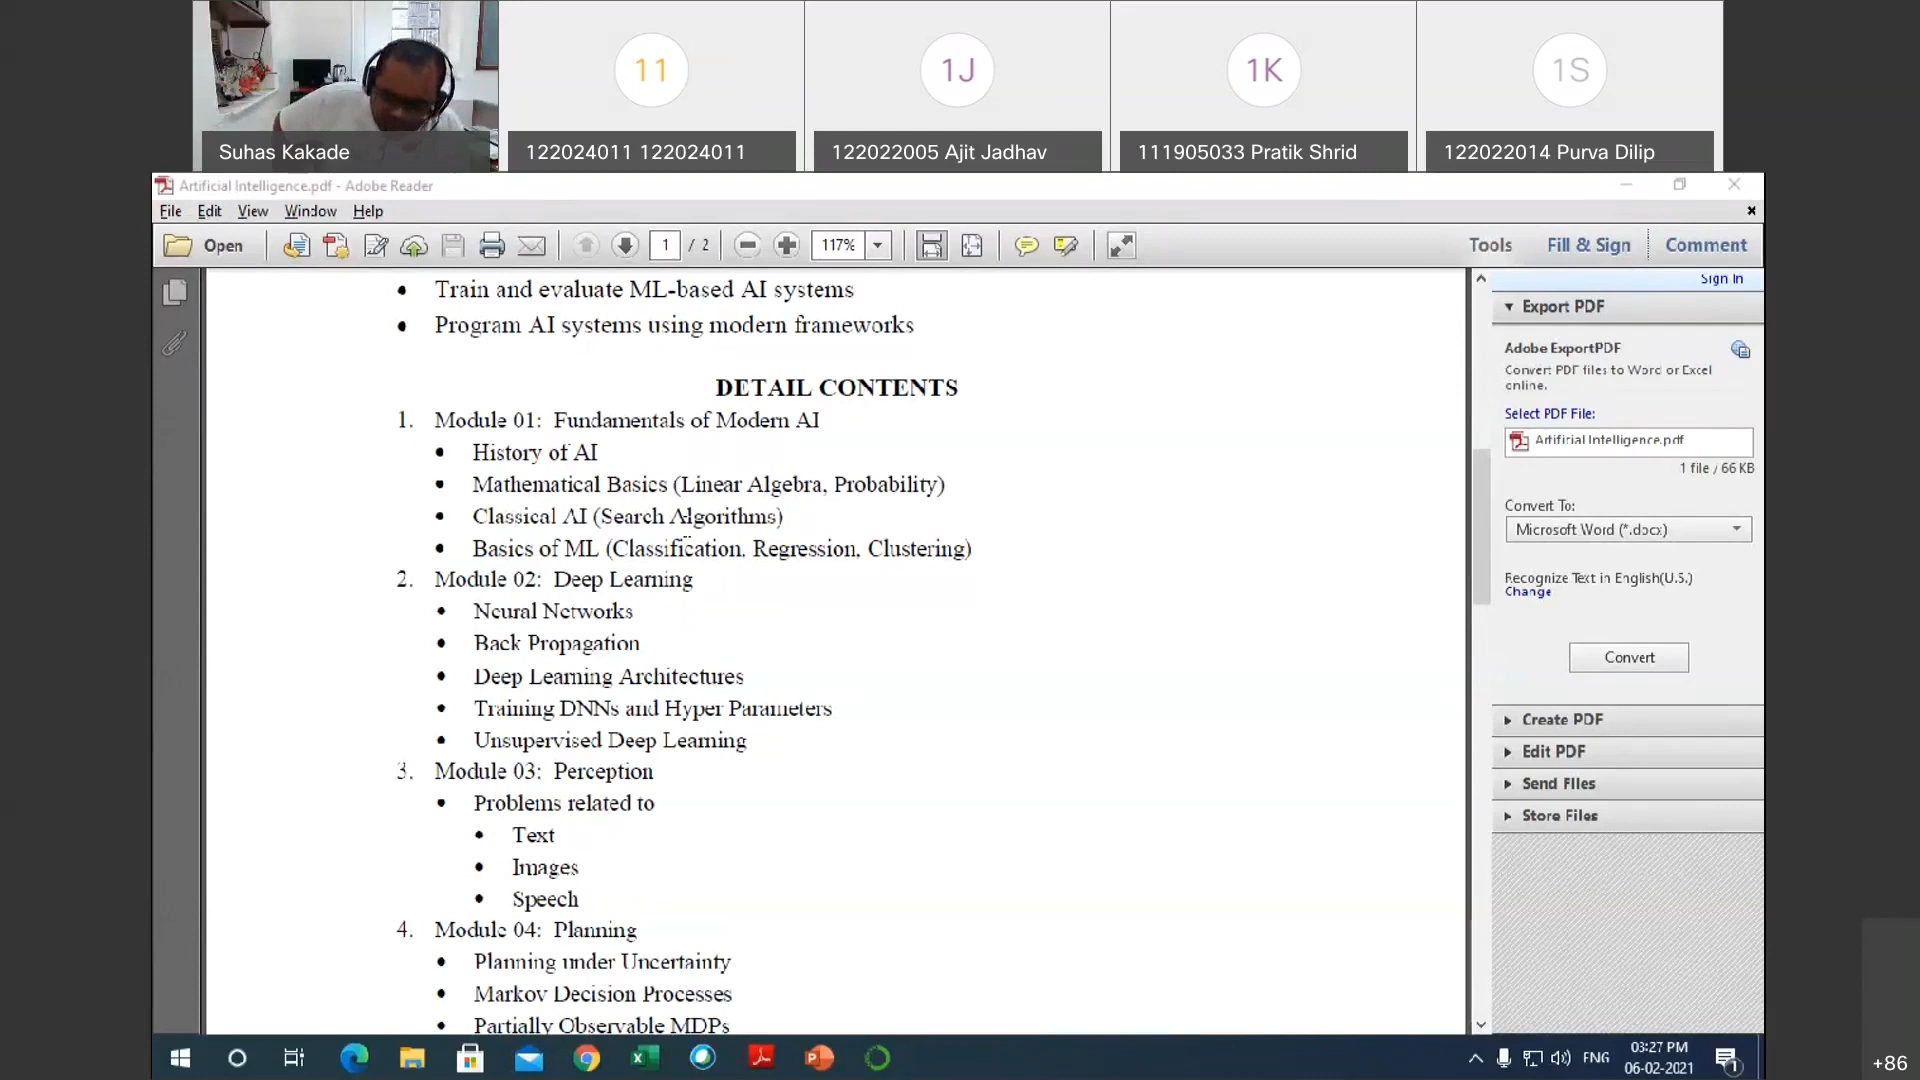 11
1J
1K
1S
Suhas Kakade
122024011 122024011
122022005 Ajit Jadhav
111905033 Pratik Shrid
122022014 Purva Dilip
Artificial Intelligence.pdf - Adobe Reader
File Edit View Window Help
Open 1 / 2 117% Tools Fill & Sign Comment
Train and evaluate ML-based AI systems
Program AI systems using modern frameworks
DETAIL CONTENTS
1. Module 01: Fundamentals of Modern AI
• History of AI
• Mathematical Basics (Linear Algebra, Probability)
• Classical AI (Search Algorithms)
• Basics of ML (Classification, Regression, Clustering)
2. Module 02: Deep Learning
• Neural Networks
• Back Propagation
• Deep Learning Architectures
• Training DNNs and Hyper Parameters
• Unsupervised Deep Learning
3. Module 03: Perception
• Problems related to
• Text
• Images
• Speech
4. Module 04: Planning
• Planning under Uncertainty
• Markov Decision Processes
• Partially Observable MDPs
Sign In
Export PDF
Adobe ExportPDF
Convert PDF files to Word or Excel
online.
Select PDF File:
Artificial Intelligence.pdf
1 file / 66 KB
Convert To:
Microsoft Word (*.docx)
Recognize Text in English(U.S.)
Change
Convert
Create PDF
Edit PDF
Send Files
Store Files
ENG
03:27 PM
06-02-2021
1
+86